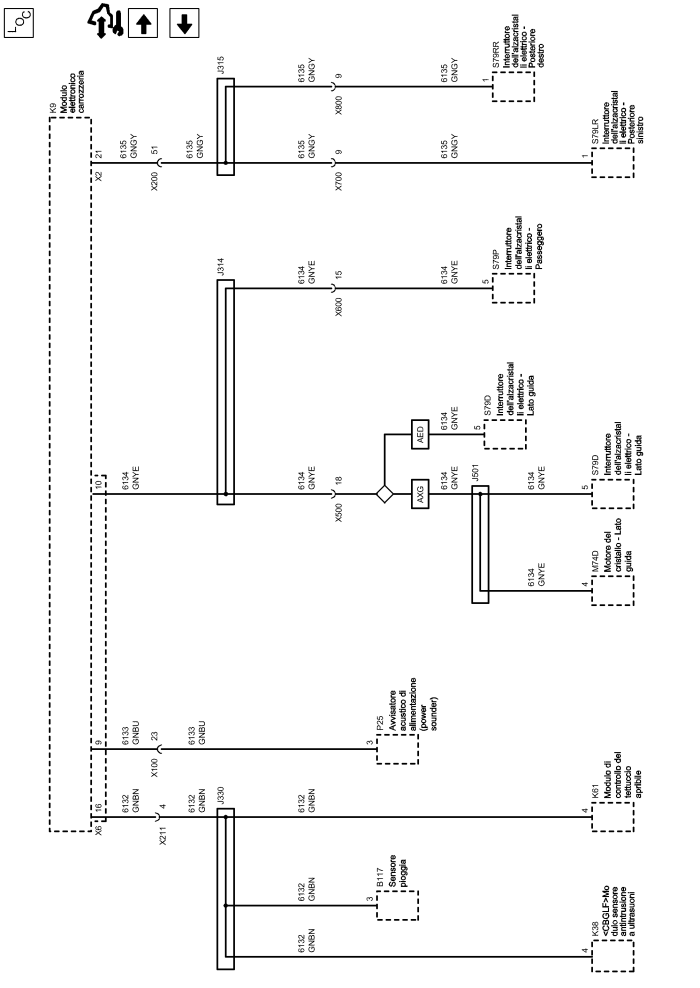 LOC
K9
Modulo
elettronico
carrozzeria
X2
21
6135
GNGY
X200
51
6135
GNGY
J315
6135
GNGY
X800
9
6135
GNGY
1
S79RR
Interruttore
dell'alzacristal
li elettrico -
Posteriore
destro
6135
GNGY
X700
9
6135
GNGY
1
S79LR
Interruttore
dell'alzacristal
li elettrico -
Posteriore
sinistro
10
6134
GNYE
J314
6134
GNYE
X600
15
6134
GNYE
5
S79P
Interruttore
dell'alzacristal
li elettrico -
Passeggero
6134
GNYE
X500
18
AED
6134
GNYE
5
S79D
Interruttore
dell'alzacristal
li elettrico -
Lato guida
AXG
6134
GNYE
J501
6134
GNYE
5
S79D
Interruttore
dell'alzacristal
li elettrico -
Lato guida
6134
GNYE
4
M74D
Motore del
cristallo - Lato
guida
9
6133
GNBU
X100
23
6133
GNBU
3
P25
Avvisatore
acustico di
alimentazione
(power
sounder)
X6
16
6132
GNBN
X211
4
6132
GNBN
J330
6132
GNBN
4
K61
Modulo di
controllo del
tettuccio
apribile
6132
GNBN
3
B117
Sensore
pioggia
6132
GNBN
4
K38
<CBGLF>Mo
dulo sensore
antintrusione
a ultrasuoni